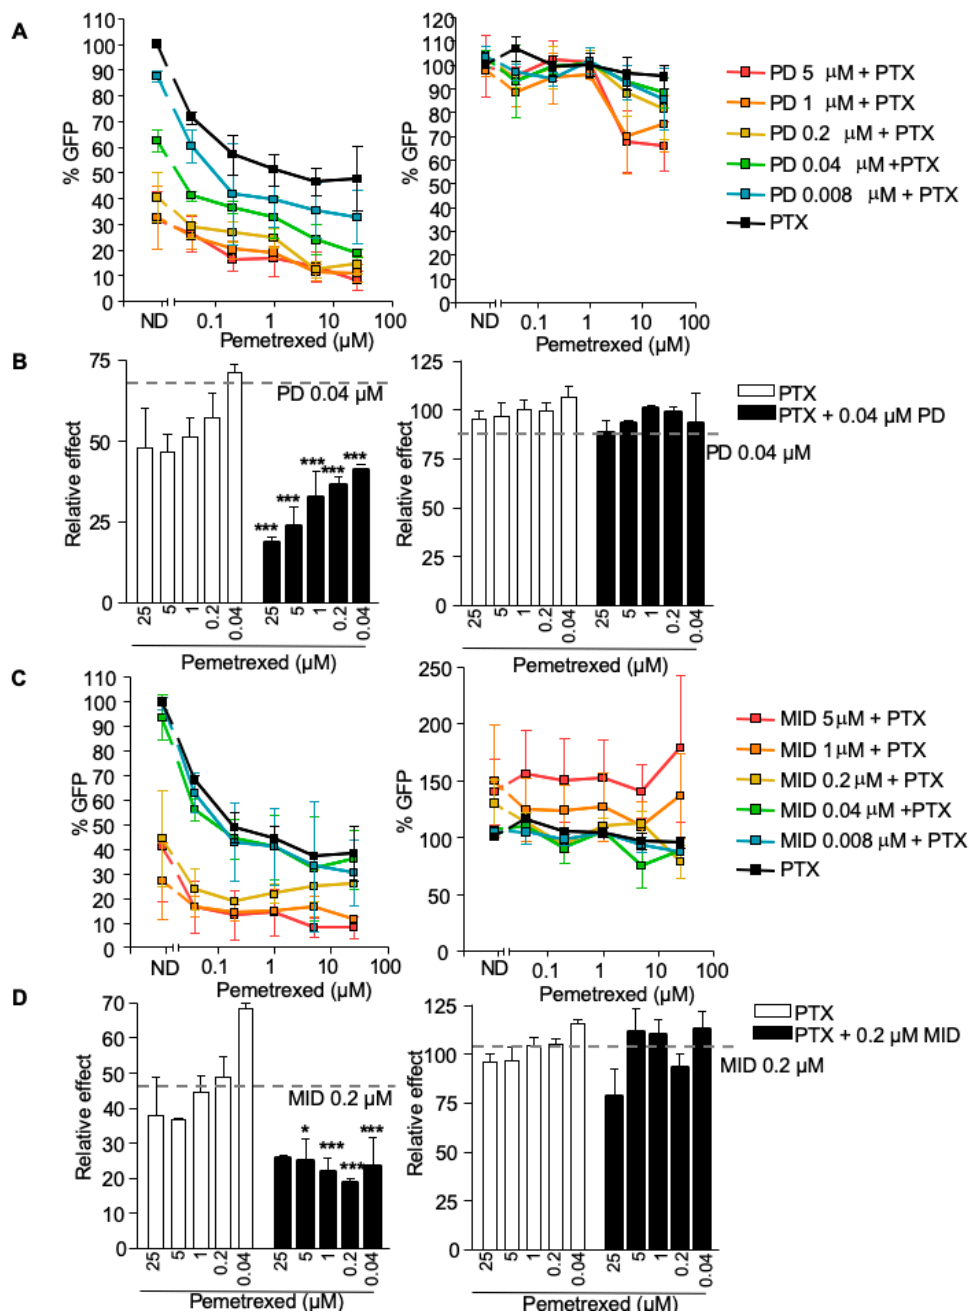 A
110
100
90
80
70
60
50
40
30
20
10
0
% GFP
ND
0.1
1
10
100
Pemetrexed (µM)
120
110
100
90
80
70
60
50
40
30
20
10
0
% GFP
ND
0.1
1
10
100
Pemetrexed (µM)
PD 5 µM + PTX
PD 1 µM + PTX
PD 0.2 µM + PTX
PD 0.04 µM +PTX
PD 0.008 µM + PTX
PTX
B
75
50
25
0
Relative effect
PD 0.04 µM
*** *** *** *** ***
25 5 1 0.2 0.04
Pemetrexed (µM)
125
100
75
50
25
0
Relative effect
PD 0.04 µM
25 5 1 0.2 0.04 25 5 1 0.2 0.04
Pemetrexed (µM)
PTX
PTX + 0.04 µM PD
25 5 1 0.2 0.04
C
110
100
90
80
70
60
50
40
30
20
10
0
% GFP
ND
0.1
1
10
100
Pemetrexed (µM)
250
200
150
100
50
0
% GFP
ND
0.1
1
10
100
Pemetrexed (µM)
MID 5µM + PTX
MID 1µM + PTX
MID 0.2µM + PTX
MID 0.04 µM +PTX
MID 0.008 µM + PTX
PTX
D
70
60
50
40
30
20
10
0
Relative effect
MID 0.2 µM
* *** *** ***
25 5 1 0.2 0.04 25 5 1 0.2 0.04
Pemetrexed (µM)
125
100
75
50
25
0
Relative effect
MID 0.2 µM
25 5 1 0.2 0.04 25 5 1 0.2 0.04
Pemetrexed (µM)
PTX
PTX + 0.2 µM MID